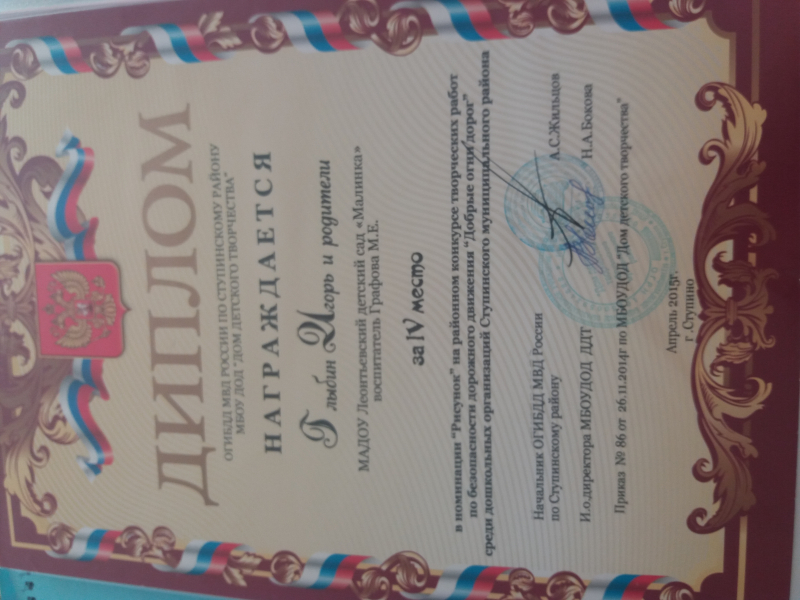 ДИПЛОМ
ОГИБДД МВД РОССИИ ПО СТУПИНСКОМУ РАЙОНУ
МБОУ ДОД "ДОМ ДЕТСКОГО ТВОРЧЕСТВА"
НАГРАЖДАЕТСЯ
Глыбин Игорь и родители
МАДОУ Леонтьевский детский сад «Малинка»
воспитатель Графова М.Е.
за IV место
в номинации "Рисунок" на районном конкурсе творческих работ
по безопасности дорожного движения "Добрые огни дорог"
среди дошкольных организаций Ступинского муниципального района
Начальник ОГИБДД МВД России
по Ступинскому району А.С.Жильцов
И.о.директора МБОУДОД ДДТ Н.А.Бокова
Приказ № 86 от 26.11.2014г по МБОУДОД "Дом детского творчества"
Апрель 2015г.
г .Ступино